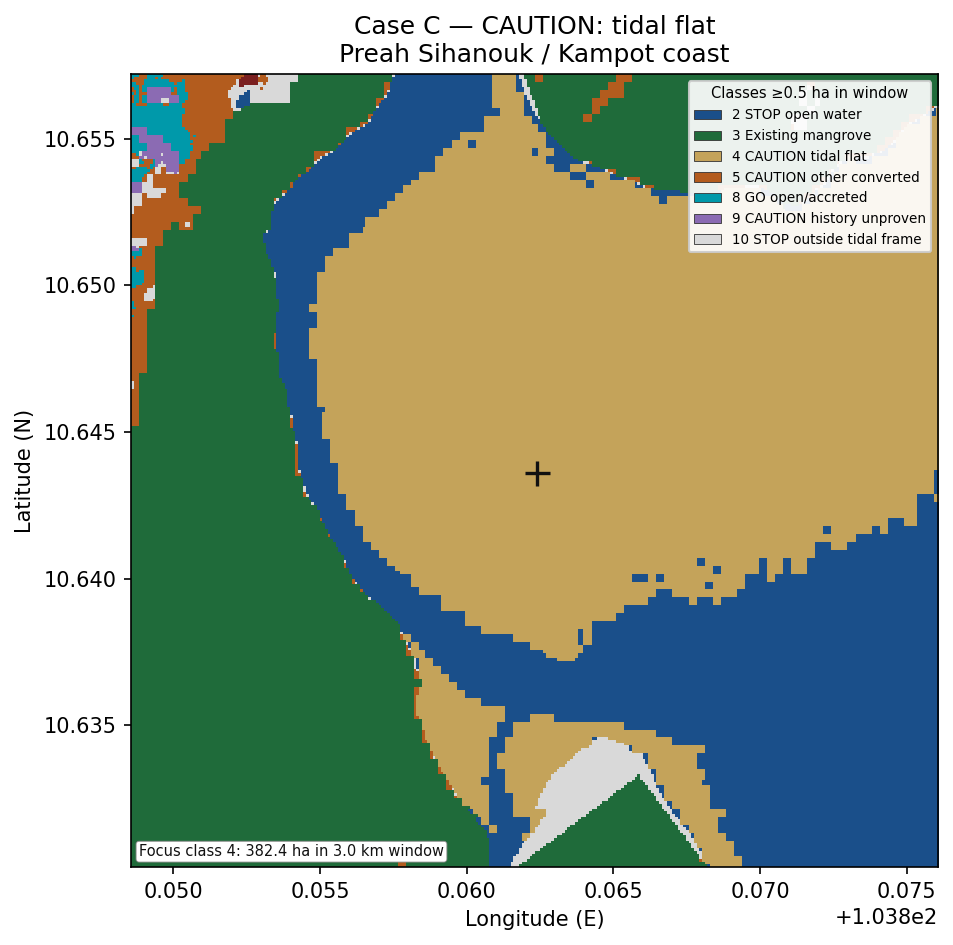 Case C — CAUTION: tidal flat
Preah Sihanouk / Kampot coast
Classes ≥0.5 ha in window
2 STOP open water
3 Existing mangrove
4 CAUTION tidal flat
5 CAUTION other converted
8 GO open/accreted
9 CAUTION history unproven
10 STOP outside tidal frame
10.655
10.650
10.645
10.640
10.635
Latitude (N)
Focus class 4: 382.4 ha in 3.0 km window
0.050 0.055 0.060 0.065 0.070 0.075
Longitude (E)
+1.038e2